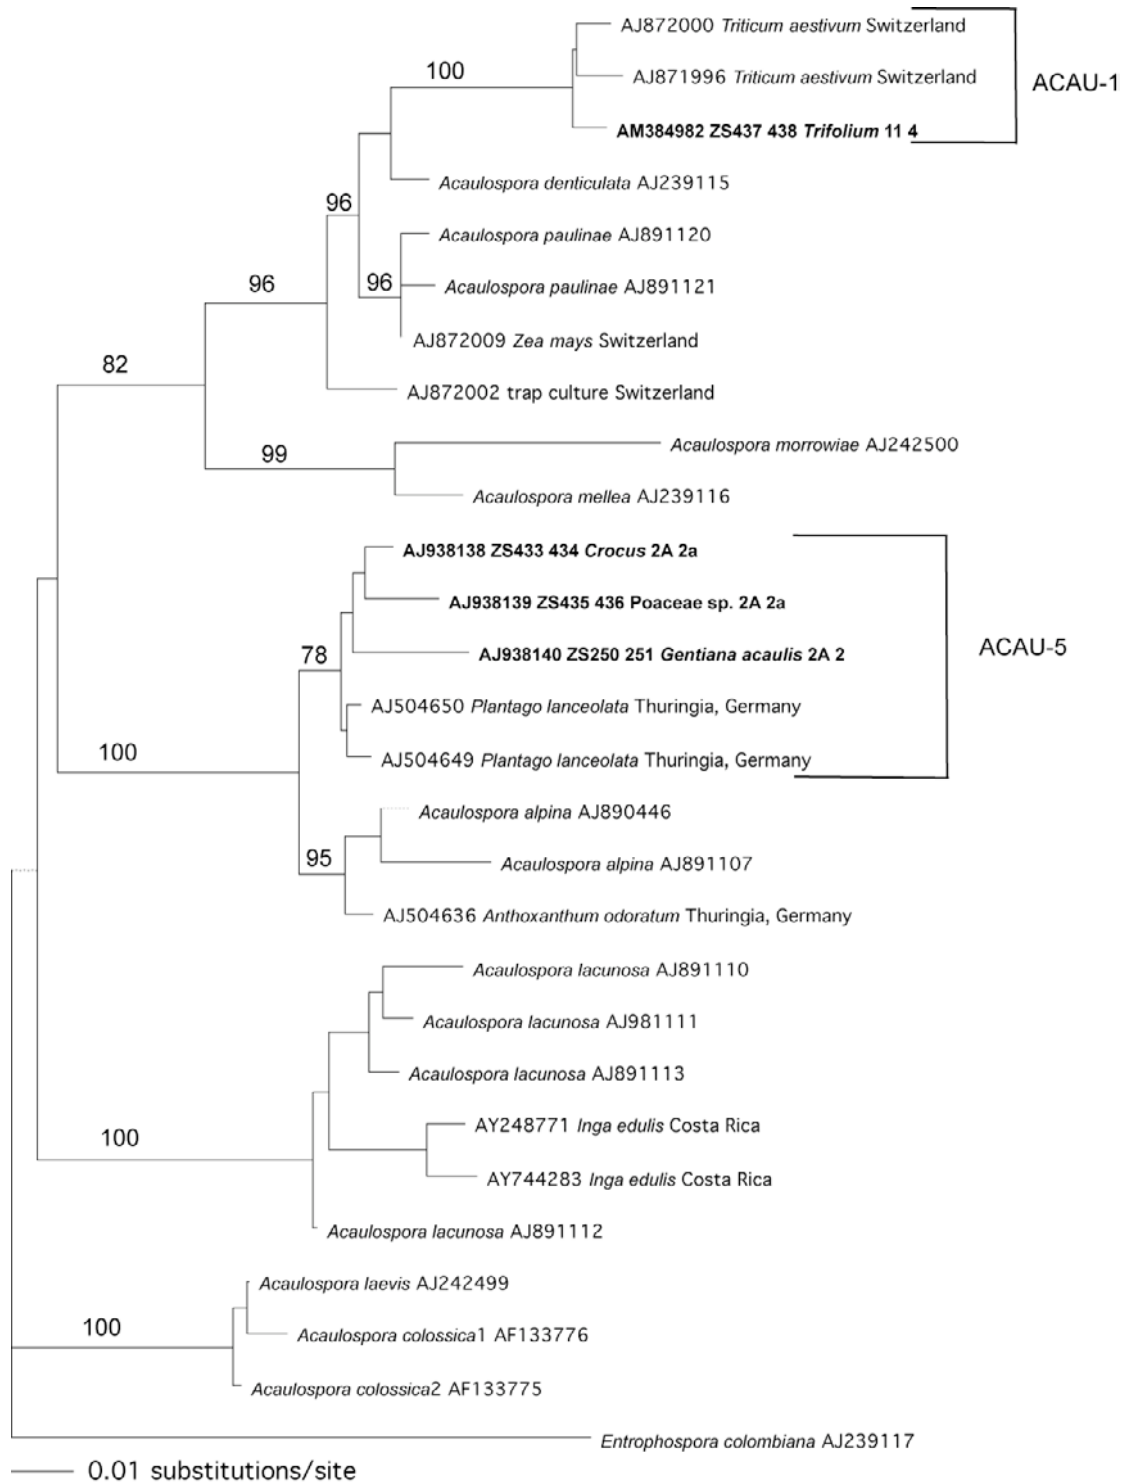 AJ872000 Triticum aestivum Switzerland
100
AJ871996 Triticum aestivum Switzerland
ACAU-1
AM384982 ZS437 438 Trifolium 11 4
Acaulospora denticulata AJ239115
96
Acaulospora paulinae AJ891120
96
96
Acaulospora paulinae AJ891121
AJ872009 Zea mays Switzerland
82
AJ872002 trap culture Switzerland
Acaulospora morrowiae AJ242500
99
Acaulospora mellea AJ239116
AJ938138 ZS433 434 Crocus 2A 2a
AJ938139 ZS435 436 Poaceae sp. 2A 2a
ACAU-5
78
AJ938140 ZS250 251 Gentiana acaulis 2A 2
AJ504650 Plantago lanceolata Thuringia, Germany
100
AJ504649 Plantago lanceolata Thuringia, Germany
Acaulospora alpina AJ890446
95
Acaulospora alpina AJ891107
AJ504636 Anthoxanthum odoratum Thuringia, Germany
Acaulospora lacunosa AJ891110
Acaulospora lacunosa AJ981111
Acaulospora lacunosa AJ891113
AY248771 Inga edulis Costa Rica
100
AY744283 Inga edulis Costa Rica
Acaulospora lacunosa AJ891112
Acaulospora laevis AJ242499
100
Acaulospora colossica1 AF133776
Acaulospora colossica2 AF133775
Entrophospora colombiana AJ239117
0.01 substitutions/site